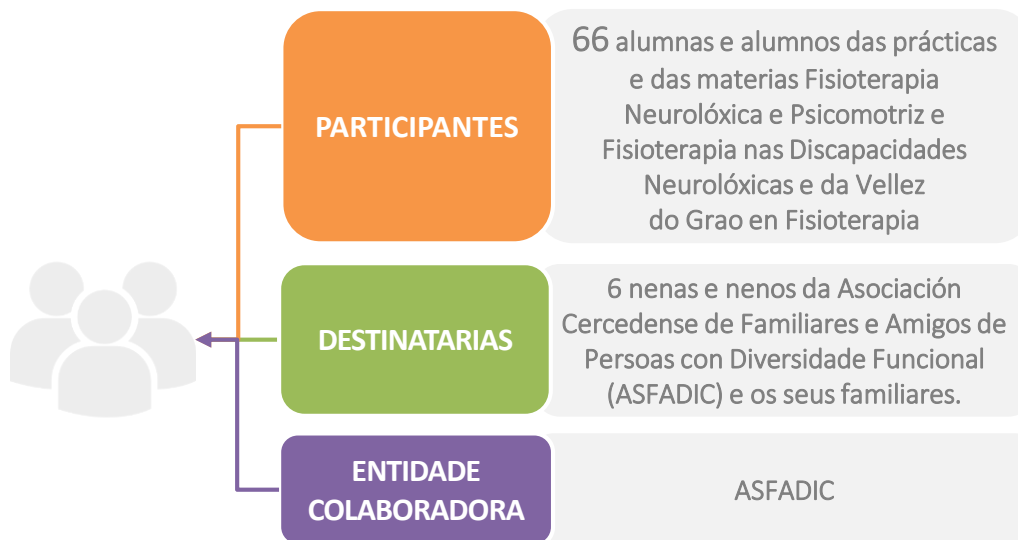 PARTICIPANTES
66 alumnas e alumnos das prácticas
e das materias Fisioterapia
Neurolóxica e Psicomotriz e
Fisioterapia nas Discapacidades
Neurolóxicas e da Vellez
do Grao en Fisioterapia
DESTINATARIAS
6 nenas e nenos da Asociación
Cercedense de Familiares e Amigos de
Persoas con Diversidade Funcional
(ASFADIC) e os seus familiares.
ENTIDADE
COLABORADORA
ASFADIC